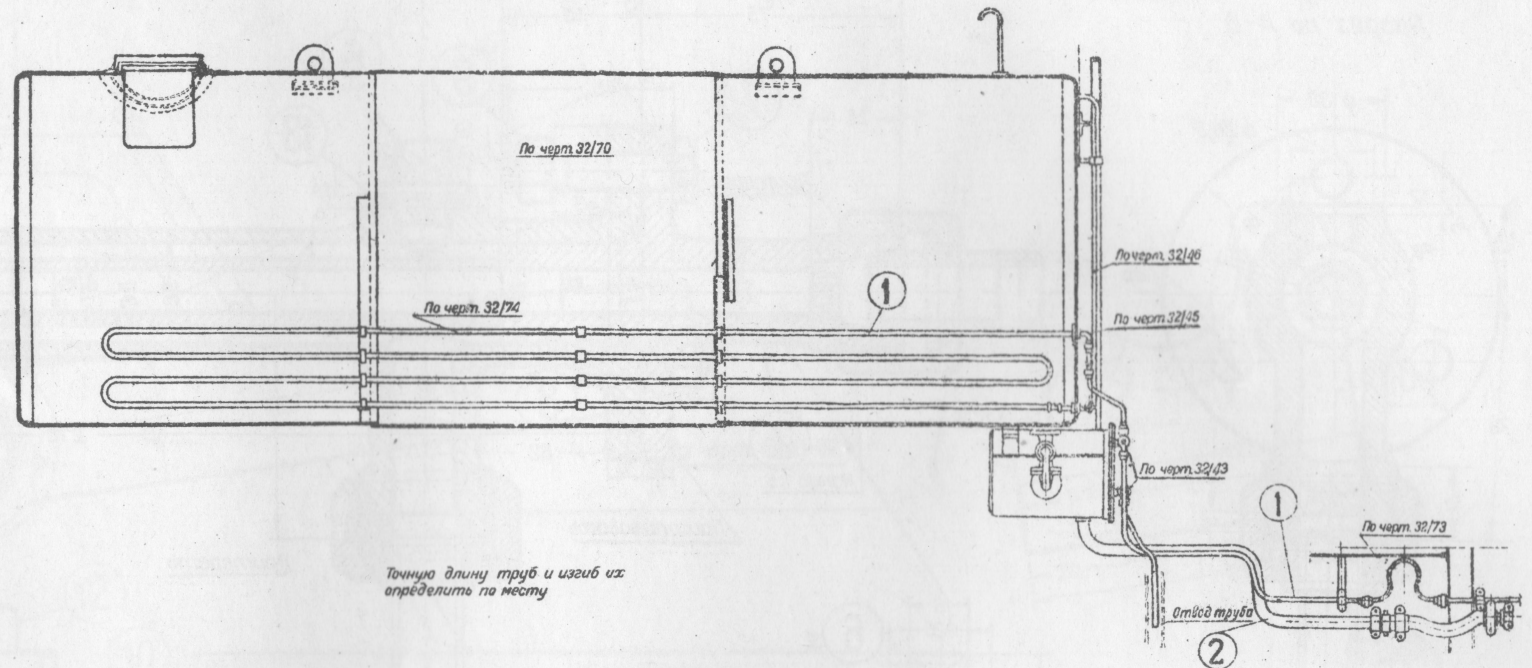 По черт. 32/70
По черт. 32/46
1
По черт. 32/74
По черт. 32/45
По черт. 32/43
1
По черт. 32/73
Точную длину труб и изгиб их
определить по месту
Отвод труба
2